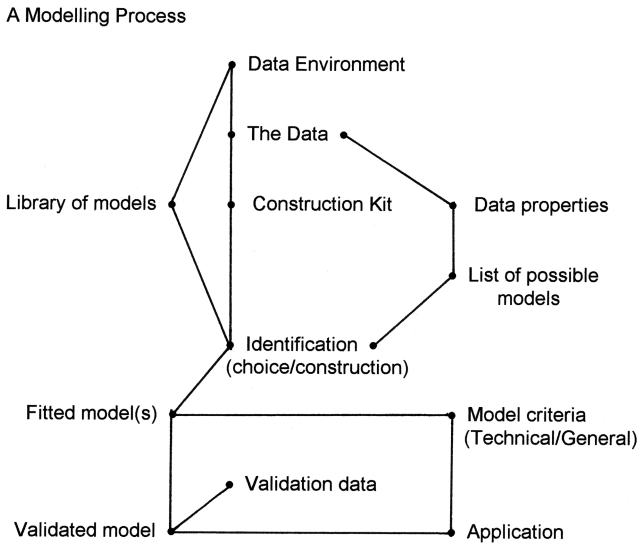 A Modelling Process
Data Environment
The Data
Library of models
Construction Kit
Data properties
List of possible
models
Identification
(choice/construction)
Fitted model(s)
Model criteria
(Technical/General)
Validation data
Validated model
Application